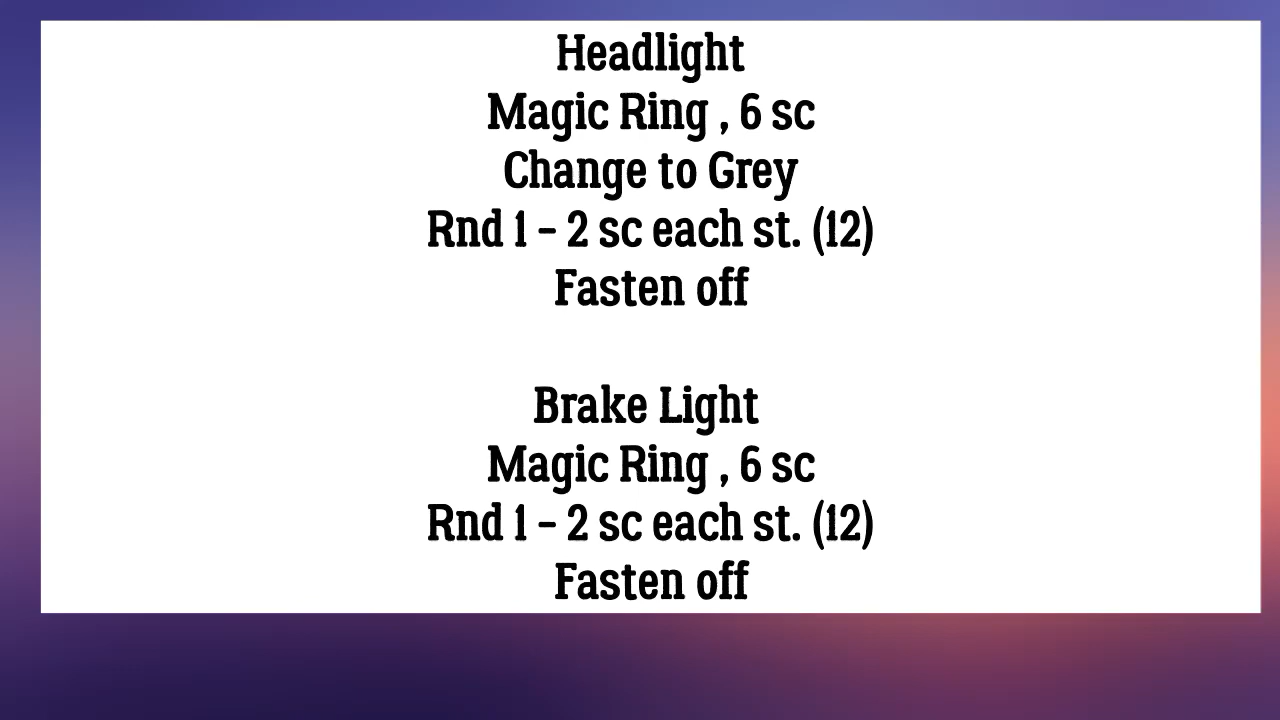 Headlight
Magic Ring , 6 sc
Change to Grey
Rnd 1 - 2 sc each st. (12)
Fasten off
Brake Light
Magic Ring , 6 sc
Rnd 1 - 2 sc each st. (12)
Fasten off